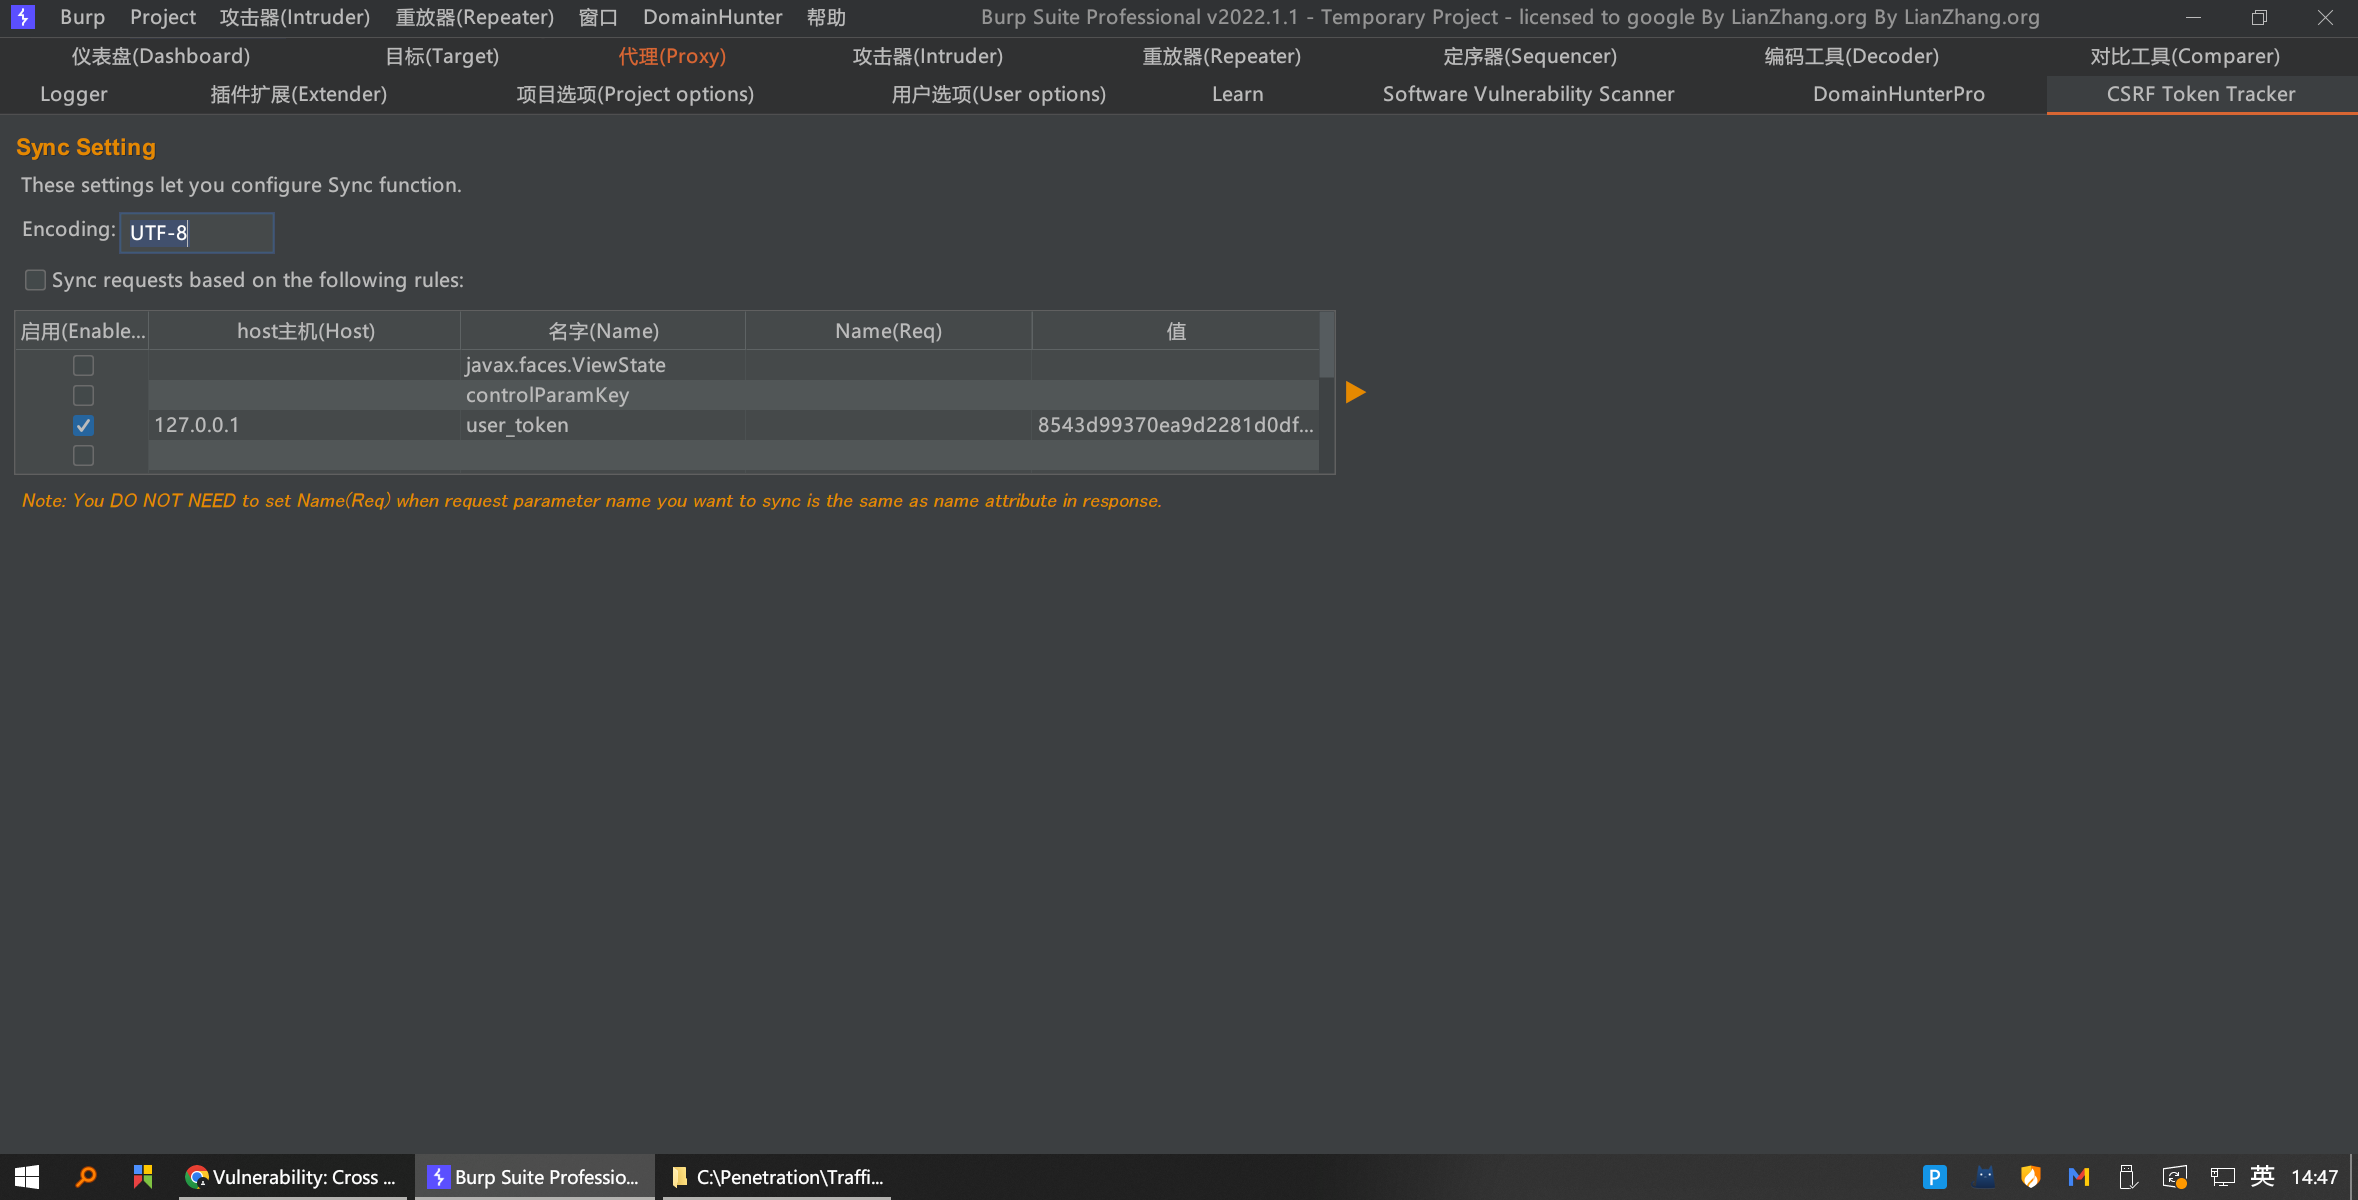 Burp Project 攻击器(Intruder) 重放器(Repeater) 窗口 DomainHunter 帮助 Burp Suite Professional v2022.1.1 - Temporary Project - licensed to google By LianZhang.org By LianZhang.org
仪表盘(Dashboard) 目标(Target) 代理(Proxy) 攻击器(Intruder) 重放器(Repeater) 定序器(Sequencer) 编码工具(Decoder) 对比工具(Comparer)
Logger 插件扩展(Extender) 项目选项(Project options) 用户选项(User options) Learn Software Vulnerability Scanner DomainHunterPro CSRF Token Tracker
Sync Setting
These settings let you configure Sync function.
Encoding: UTF-8
Sync requests based on the following rules:
启用(Enable... host主机(Host) 名字(Name) Name(Req) 值
javax.faces.ViewState
controlParamKey
127.0.0.1 user_token 8543d99370ea9d2281d0df...
Note: You DO NOT NEED to set Name(Req) when request parameter name you want to sync is the same as name attribute in response.
Vulnerability: Cross ... Burp Suite Professio... C:\Penetration\Traffi... P 英 14:47